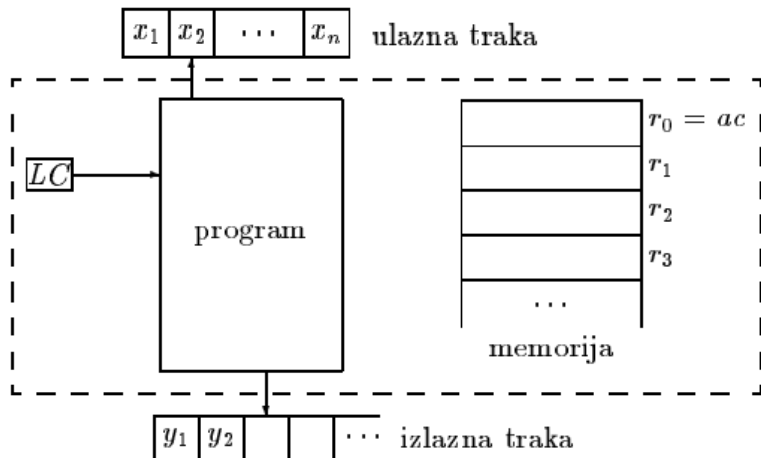 x₁ x₂ ··· xₙ ulazna traka
r₀ = ac
LC
r₁
r₂
program
r₃
···
memorija
y₁ y₂ ··· izlazna traka